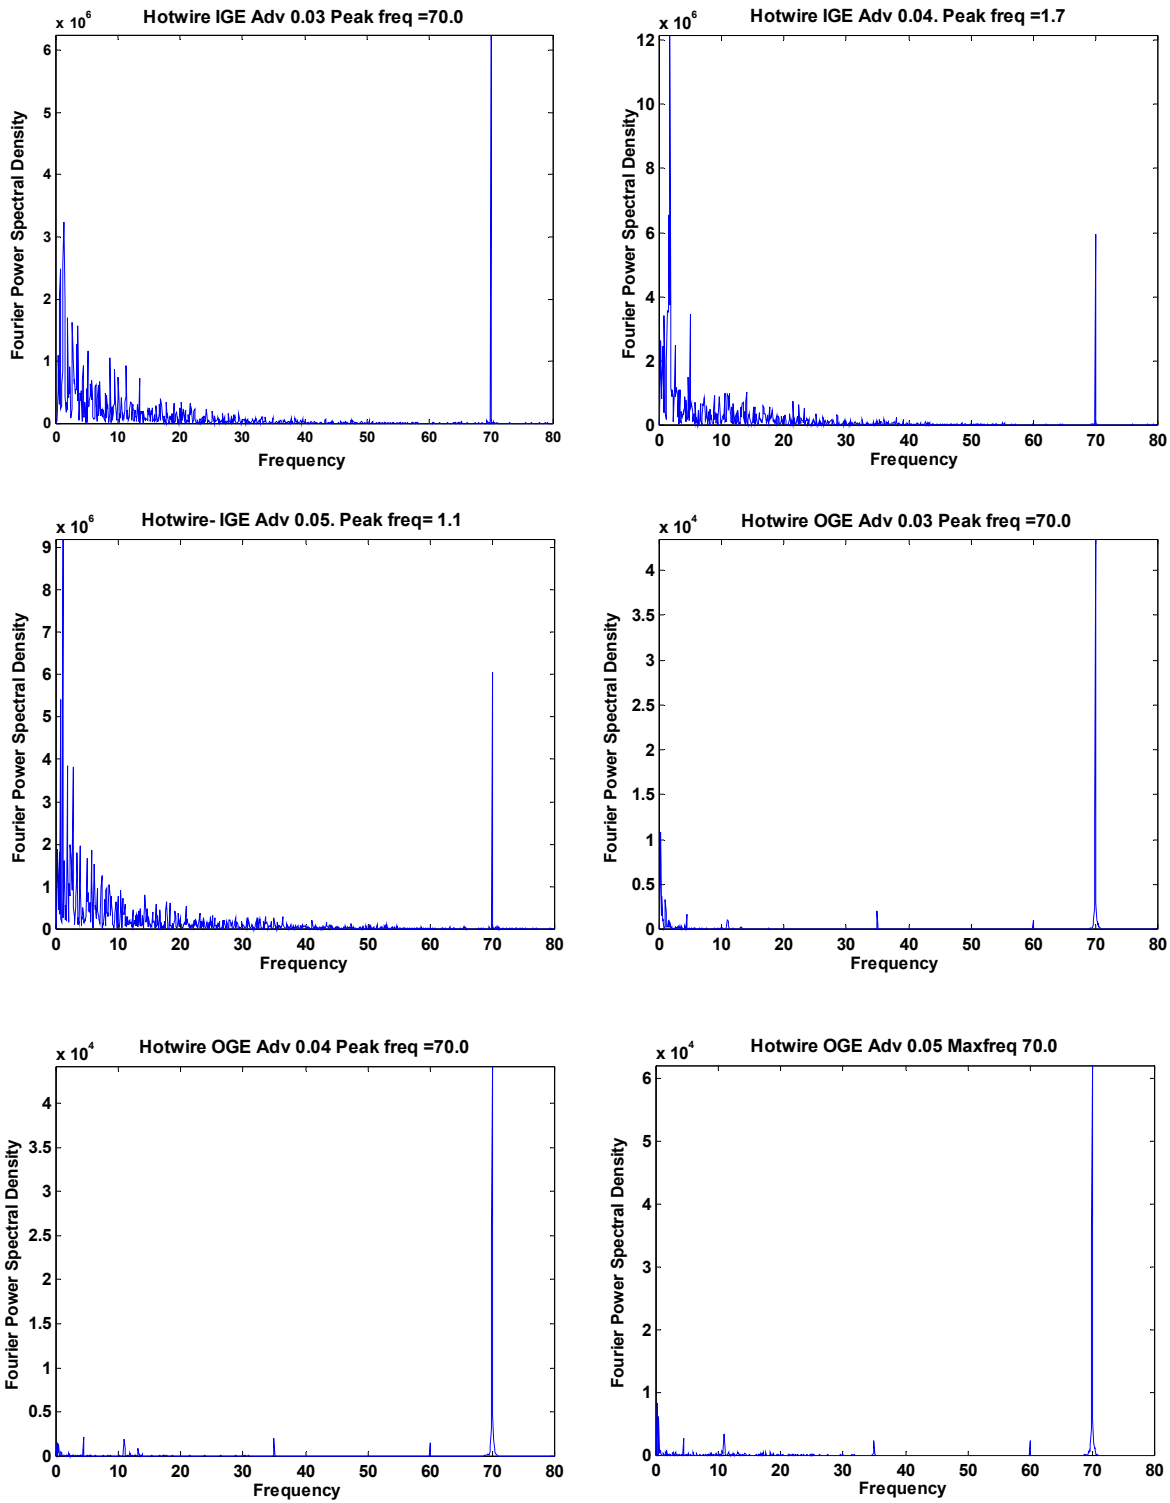 Hotwire IGE Adv 0.03 Peak freq =70.0
x 10^6
6
5
4
3
2
1
0
0 10 20 30 40 50 60 70 80
Frequency
Fourier Power Spectral Density
Hotwire IGE Adv 0.04. Peak freq =1.7
x 10^6
12
10
8
6
4
2
0
0 10 20 30 40 50 60 70 80
Frequency
Fourier Power Spectral Density
Hotwire- IGE Adv 0.05. Peak freq= 1.1
x 10^6
9
8
7
6
5
4
3
2
1
0
0 10 20 30 40 50 60 70 80
Frequency
Fourier Power Spectral Density
Hotwire OGE Adv 0.03 Peak freq =70.0
x 10^4
4
3.5
3
2.5
2
1.5
1
0.5
0
0 10 20 30 40 50 60 70 80
Frequency
Fourier Power Spectral Density
Hotwire OGE Adv 0.04 Peak freq =70.0
x 10^4
4
3.5
3
2.5
2
1.5
1
0.5
0
0 10 20 30 40 50 60 70 80
Frequency
Fourier Power Spectral Density
Hotwire OGE Adv 0.05 Maxfreq 70.0
x 10^4
6
5
4
3
2
1
0
0 10 20 30 40 50 60 70 80
Frequency
Fourier Power Spectral Density